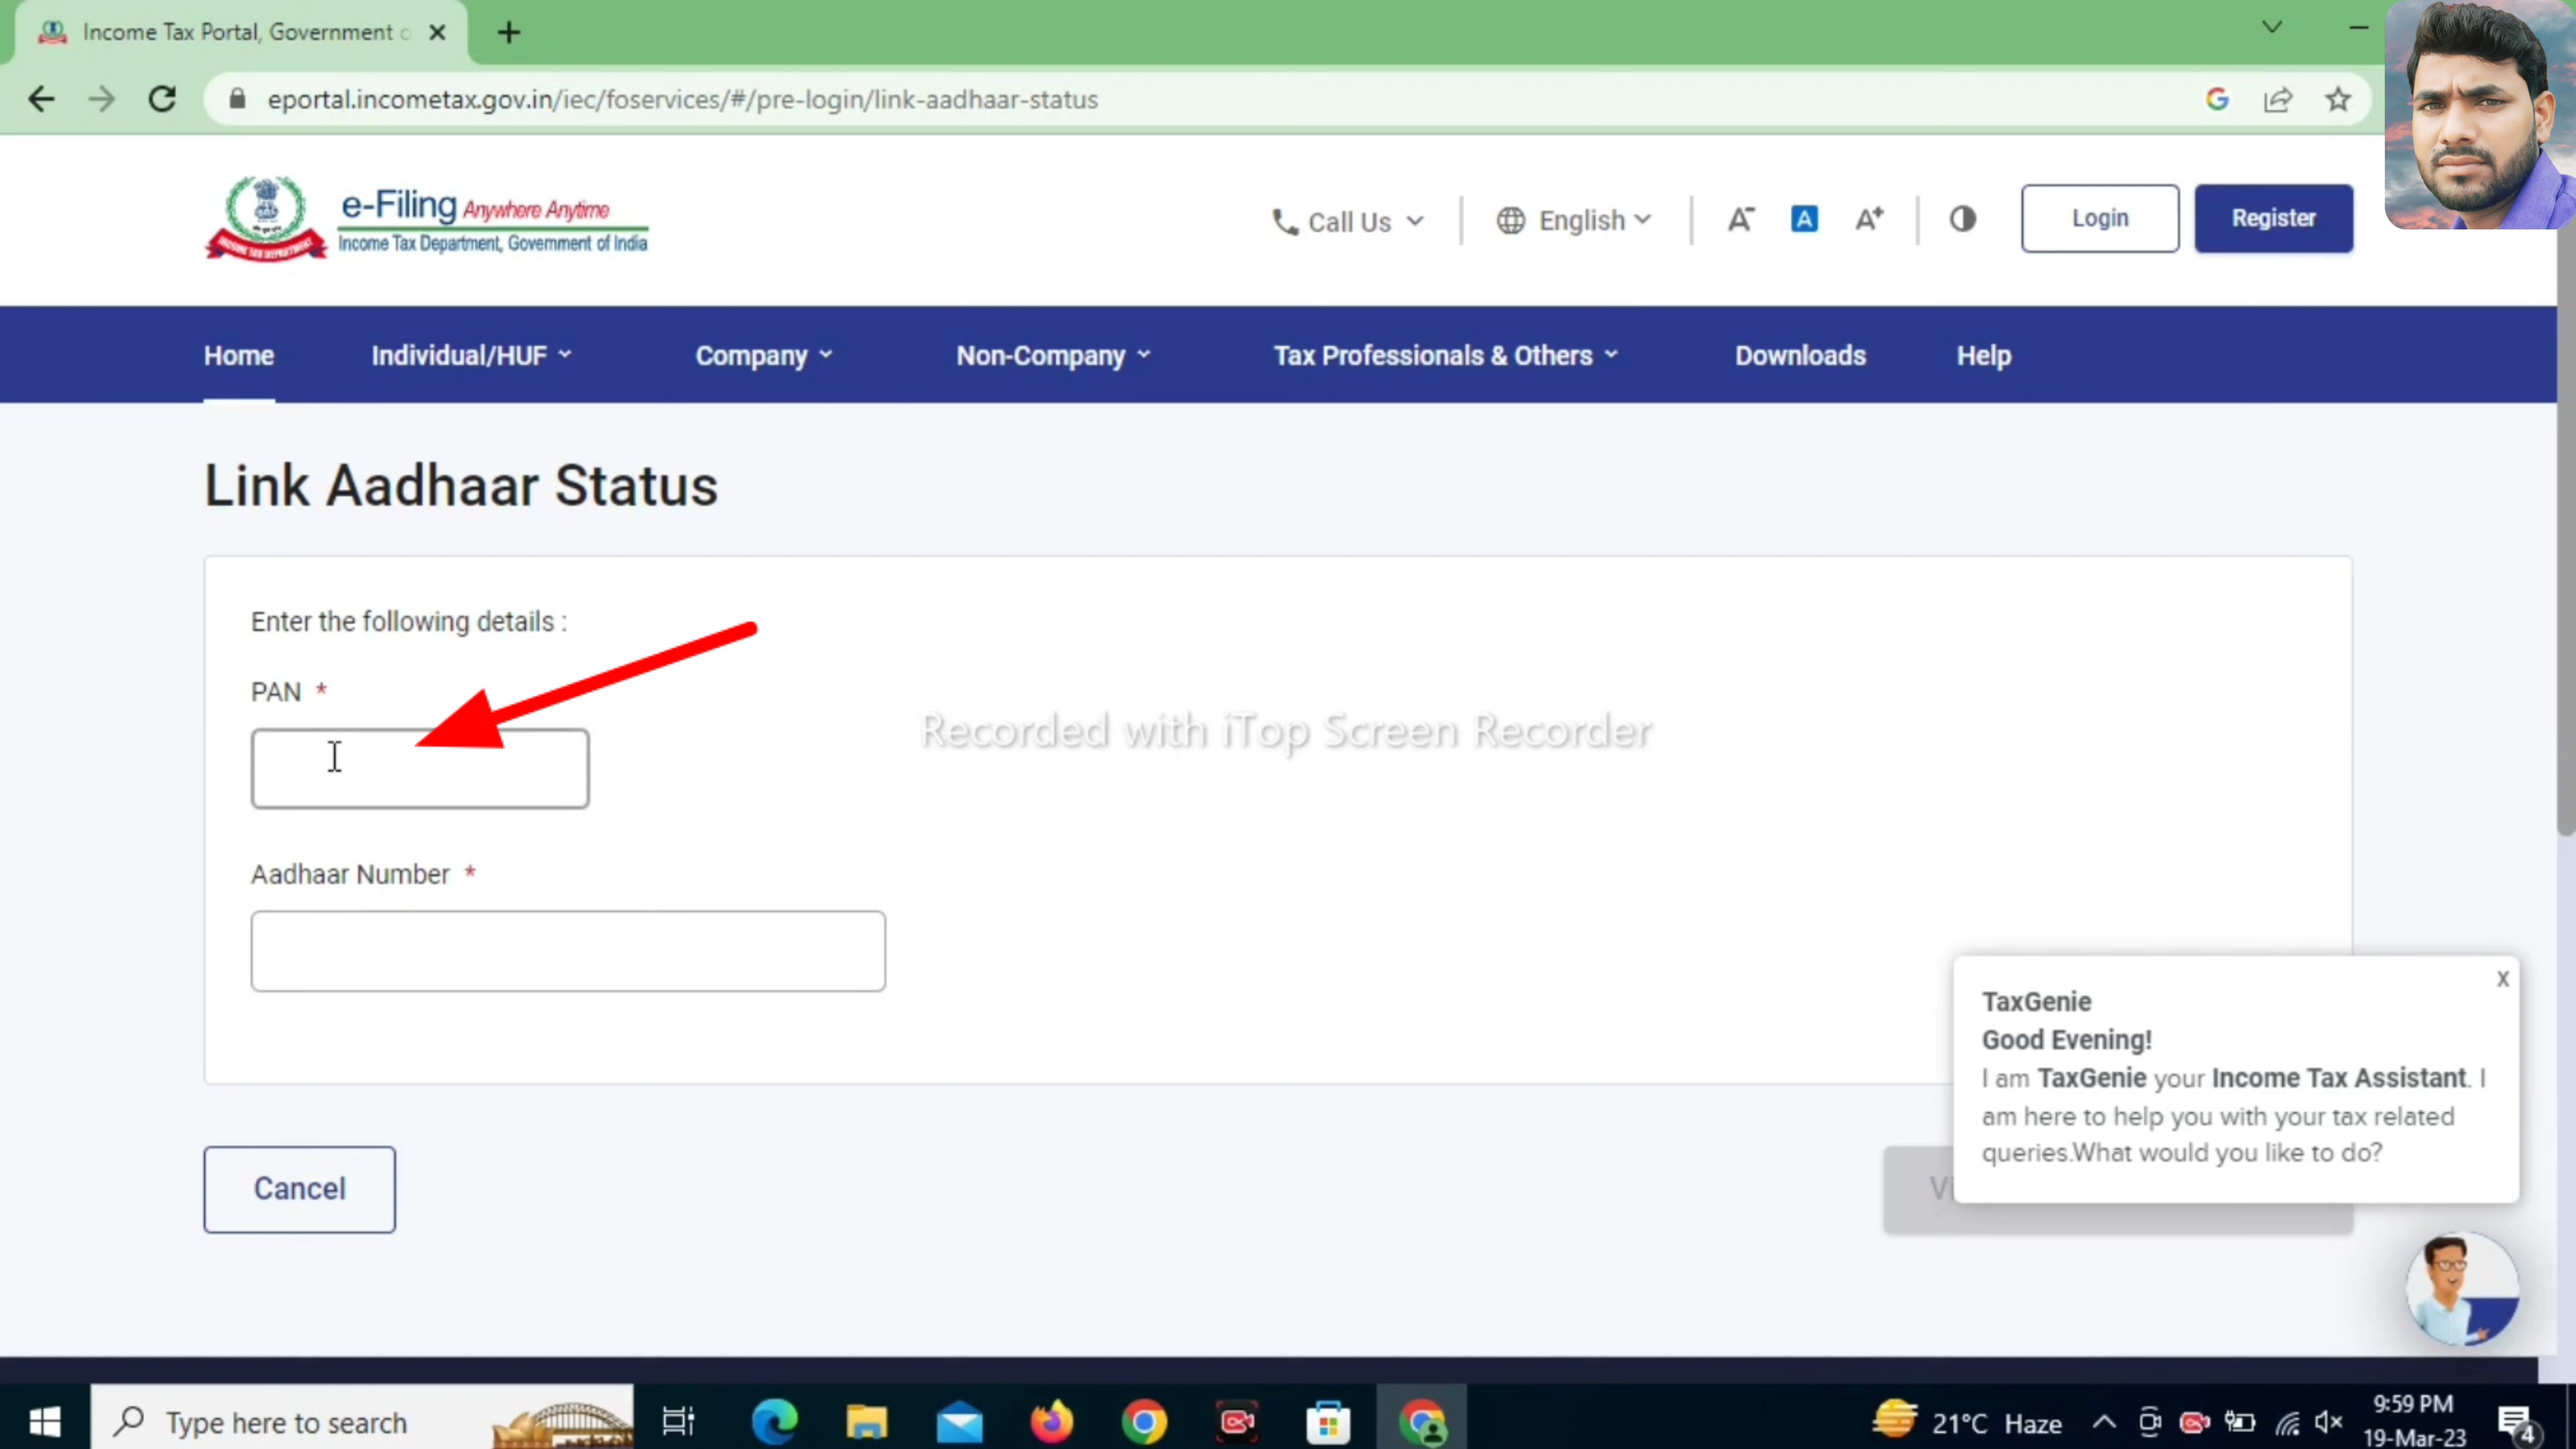 Income Tax Portal, Government
eportal.incometax.gov.in/iec/foservices/#/pre-login/link-aadhaar-status
e-Filing Anywhere Anytime
Income Tax Department, Government of India
INCOME TAX DEPARTMENT
Call Us
English
A- A A+
Login
Register
Home Individual/HUF Company Non-Company Tax Professionals & Others Downloads Help
Link Aadhaar Status
Enter the following details :
PAN *
Recorded with iTop Screen Recorder
Aadhaar Number *
X
TaxGenie
Good Evening!
I am TaxGenie your Income Tax Assistant. I
am here to help you with your tax related
queries.What would you like to do?
Cancel
Type here to search
21°C Haze
9:59 PM
19-Mar-23
4